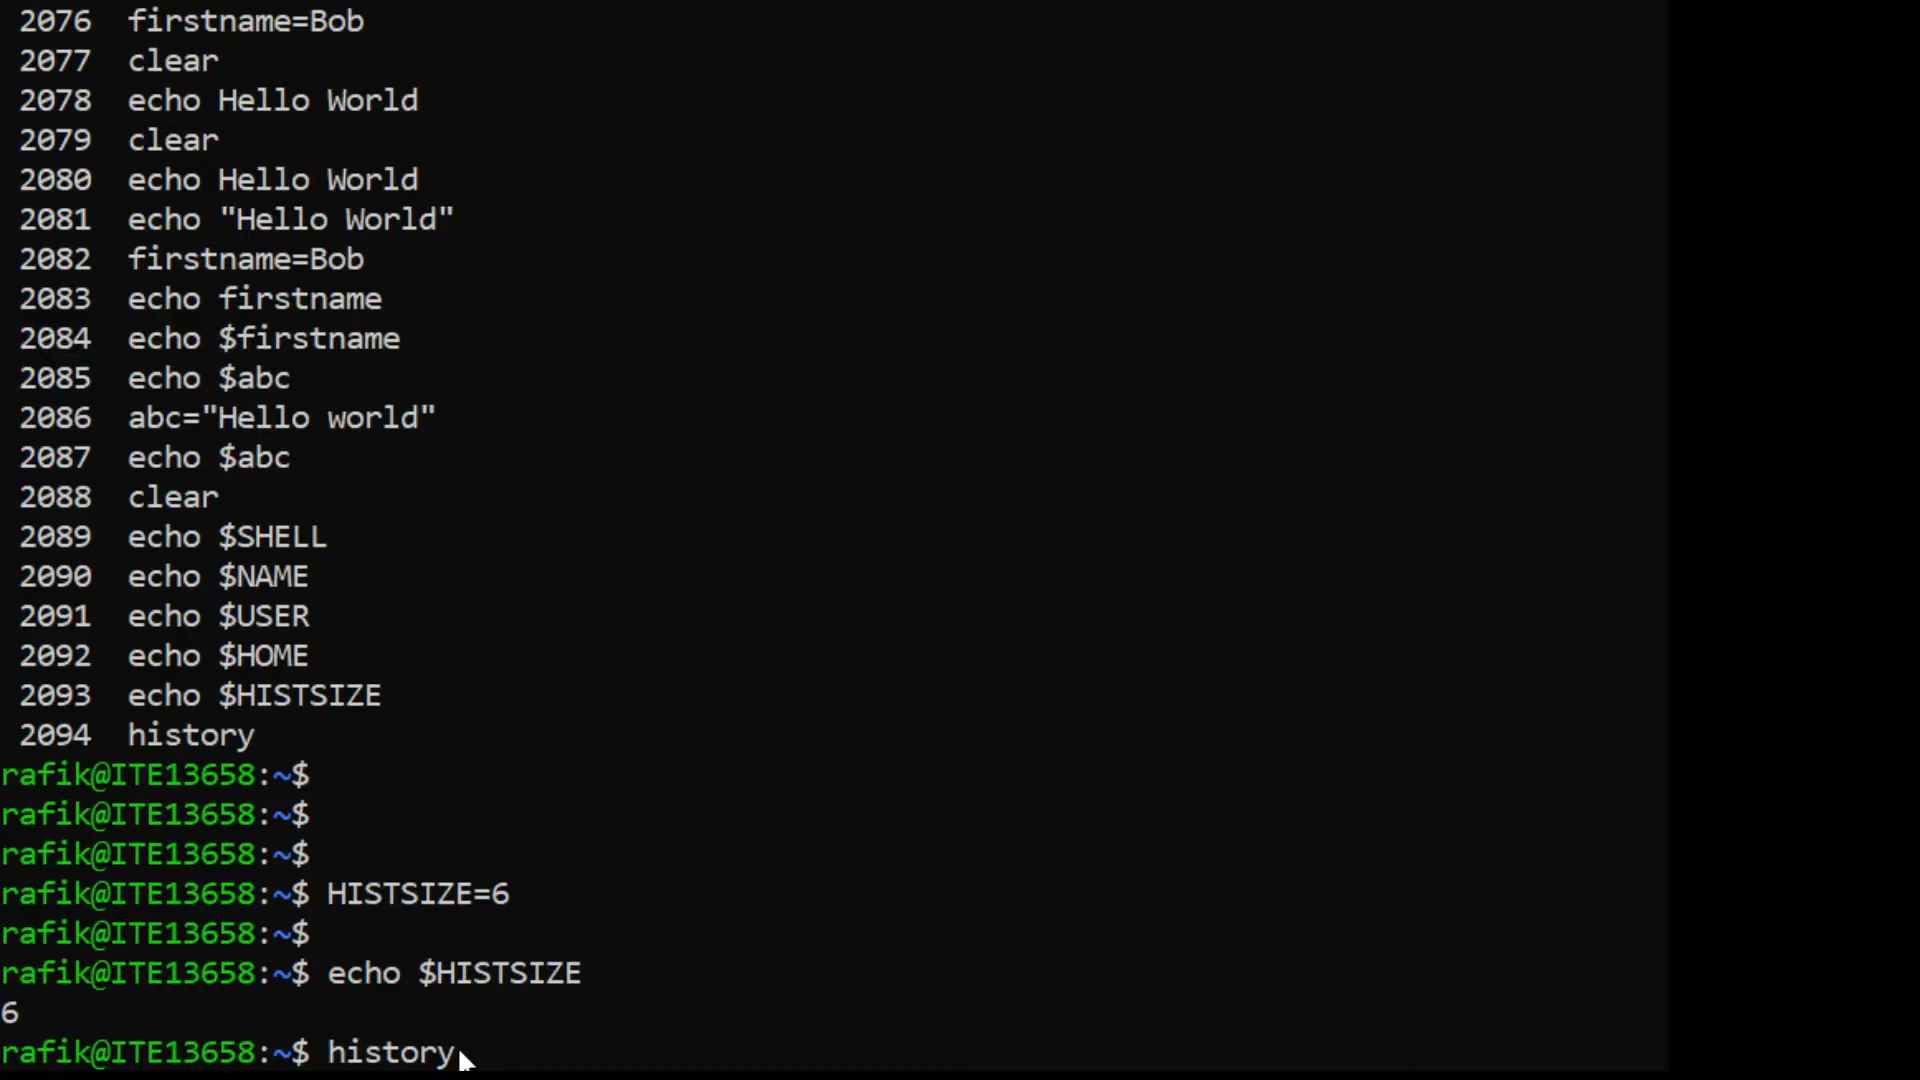 2076  firstname=Bob
2077  clear
2078  echo Hello World
2079  clear
2080  echo Hello World
2081  echo "Hello World"
2082  firstname=Bob
2083  echo firstname
2084  echo $firstname
2085  echo $abc
2086  abc="Hello world"
2087  echo $abc
2088  clear
2089  echo $SHELL
2090  echo $NAME
2091  echo $USER
2092  echo $HOME
2093  echo $HISTSIZE
2094  history
rafik@ITE13658:~$
rafik@ITE13658:~$
rafik@ITE13658:~$
rafik@ITE13658:~$ HISTSIZE=6
rafik@ITE13658:~$
rafik@ITE13658:~$ echo $HISTSIZE
6
rafik@ITE13658:~$ history